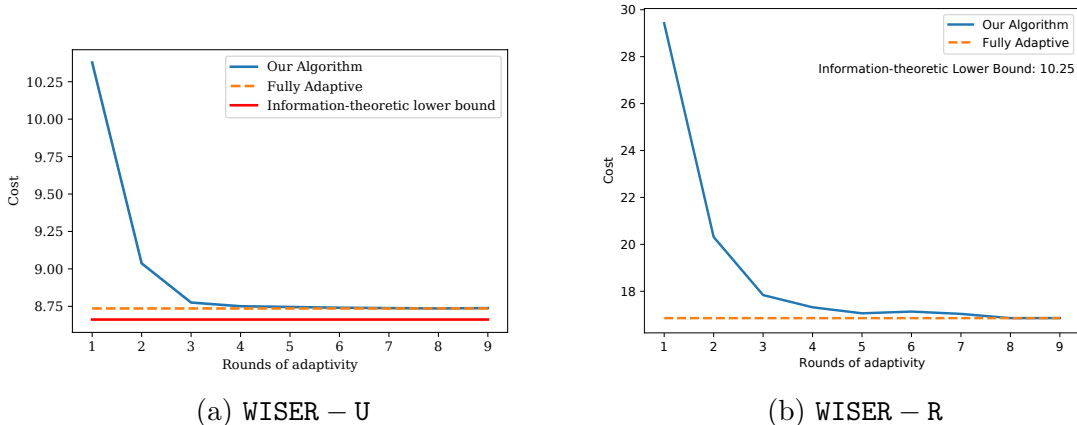 10.25
10.00
9.75
9.50
9.25
9.00
8.75
Cost
Our Algorithm
Fully Adaptive
Information-theoretic lower bound
1 2 3 4 5 6 7 8 9
Rounds of adaptivity
(a) WISER − U
30
28
26
24
22
20
18
Cost
Our Algorithm
Fully Adaptive
Information-theoretic Lower Bound: 10.25
1 2 3 4 5 6 7 8 9
Rounds of adaptivity
(b) WISER − R